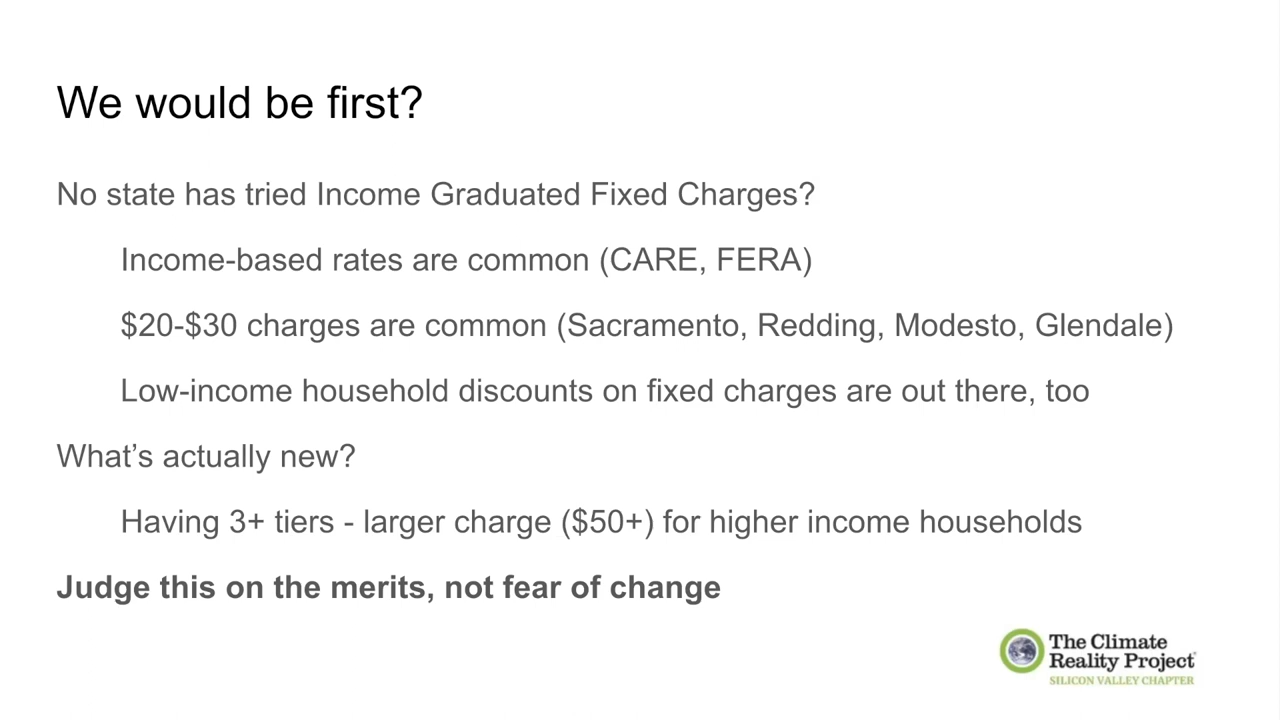 We would be first?
No state has tried Income Graduated Fixed Charges?
Income-based rates are common (CARE, FERA)
$20-$30 charges are common (Sacramento, Redding, Modesto, Glendale)
Low-income household discounts on fixed charges are out there, too
What’s actually new?
Having 3+ tiers - larger charge ($50+) for higher income households
Judge this on the merits, not fear of change
The Climate
Reality Project
SILICON VALLEY CHAPTER